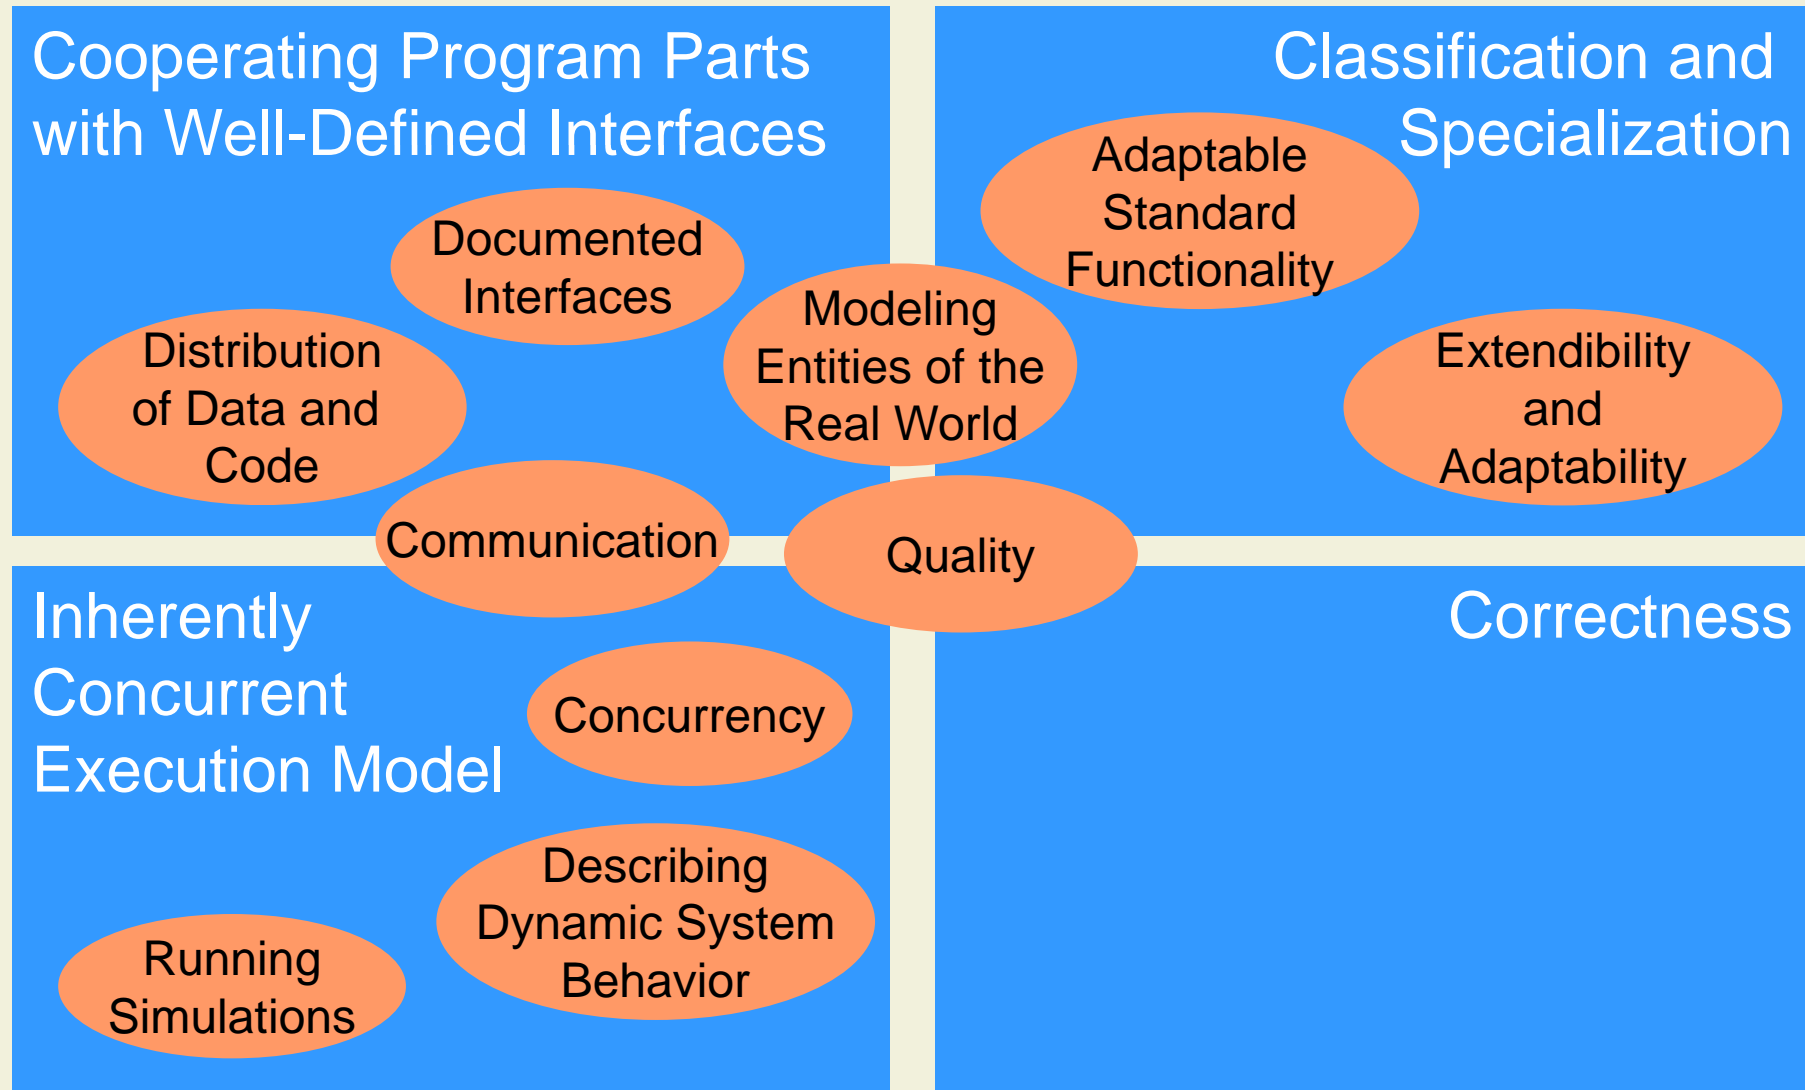 Cooperating Program Parts
with Well-Defined Interfaces
Documented
Interfaces
Distribution
of Data and
Code
Modeling
Entities of the
Real World
Classification and
Specialization
Adaptable
Standard
Functionality
Extendibility
and
Adaptability
Communication
Quality
Inherently
Concurrent
Execution Model
Concurrency
Describing
Dynamic System
Behavior
Running
Simulations
Correctness